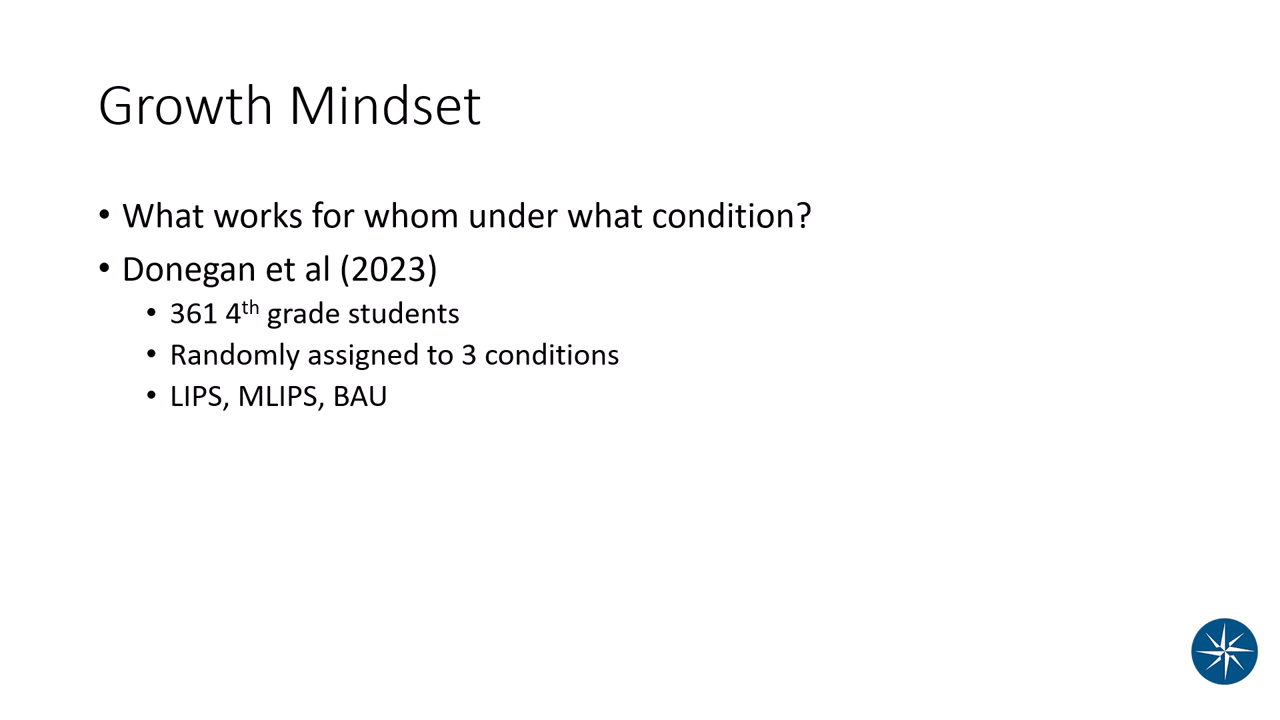 Growth Mindset
• What works for whom under what condition?
• Donegan et al (2023)
• 361 4th grade students
• Randomly assigned to 3 conditions
• LIPS, MLIPS, BAU